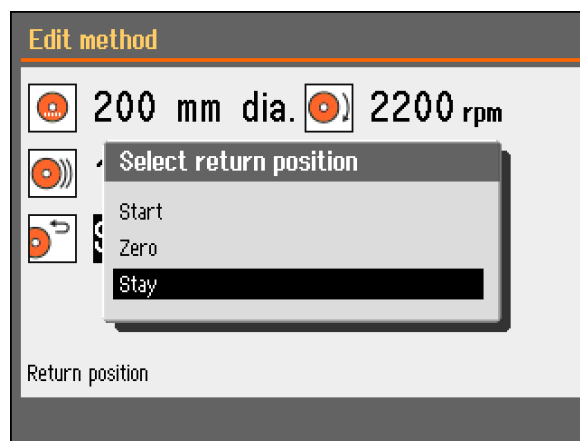 Edit method
200 mm dia. 2200 rpm
Select return position
Start
Zero
Stay
Return position